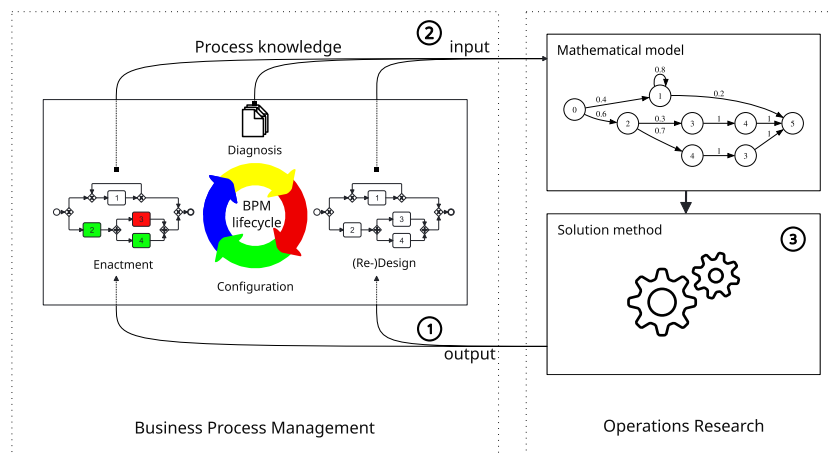 2
Process knowledge
input
Diagnosis
BPM
lifecycle
1
2
3
4
Enactment
1
2
3
4
(Re-)Design
Configuration
1
output
Business Process Management
Mathematical model
0.8
0.4
0.2
0.6
0.3
0.7
1
1
1
1
0
1
2
3
4
5
4
3
Solution method
3
Operations Research